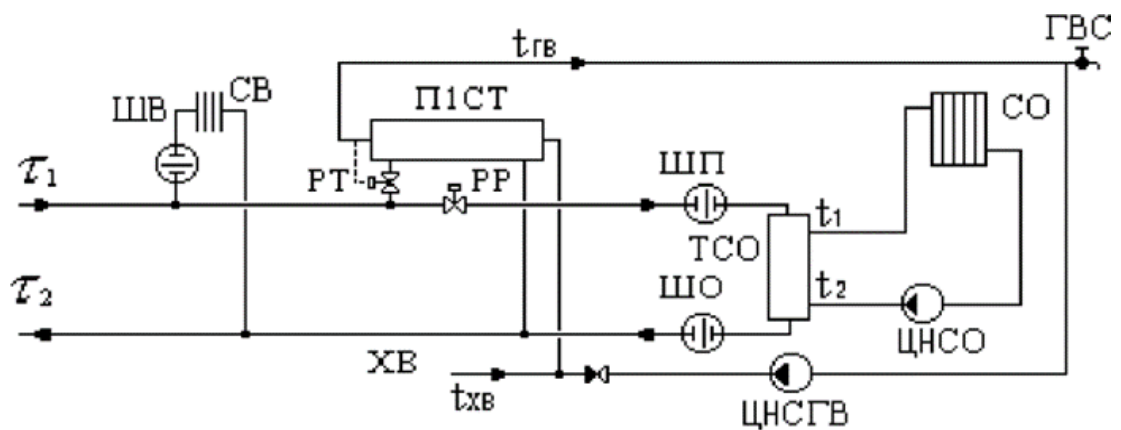 ГВС
tгв
СВ
П1СТ
СО
ШВ
τ1
РТ
РР
ШП
t1
ТСО
τ2
ШО
t2
ХВ
ЦНСО
tхв
ЦНСГВ